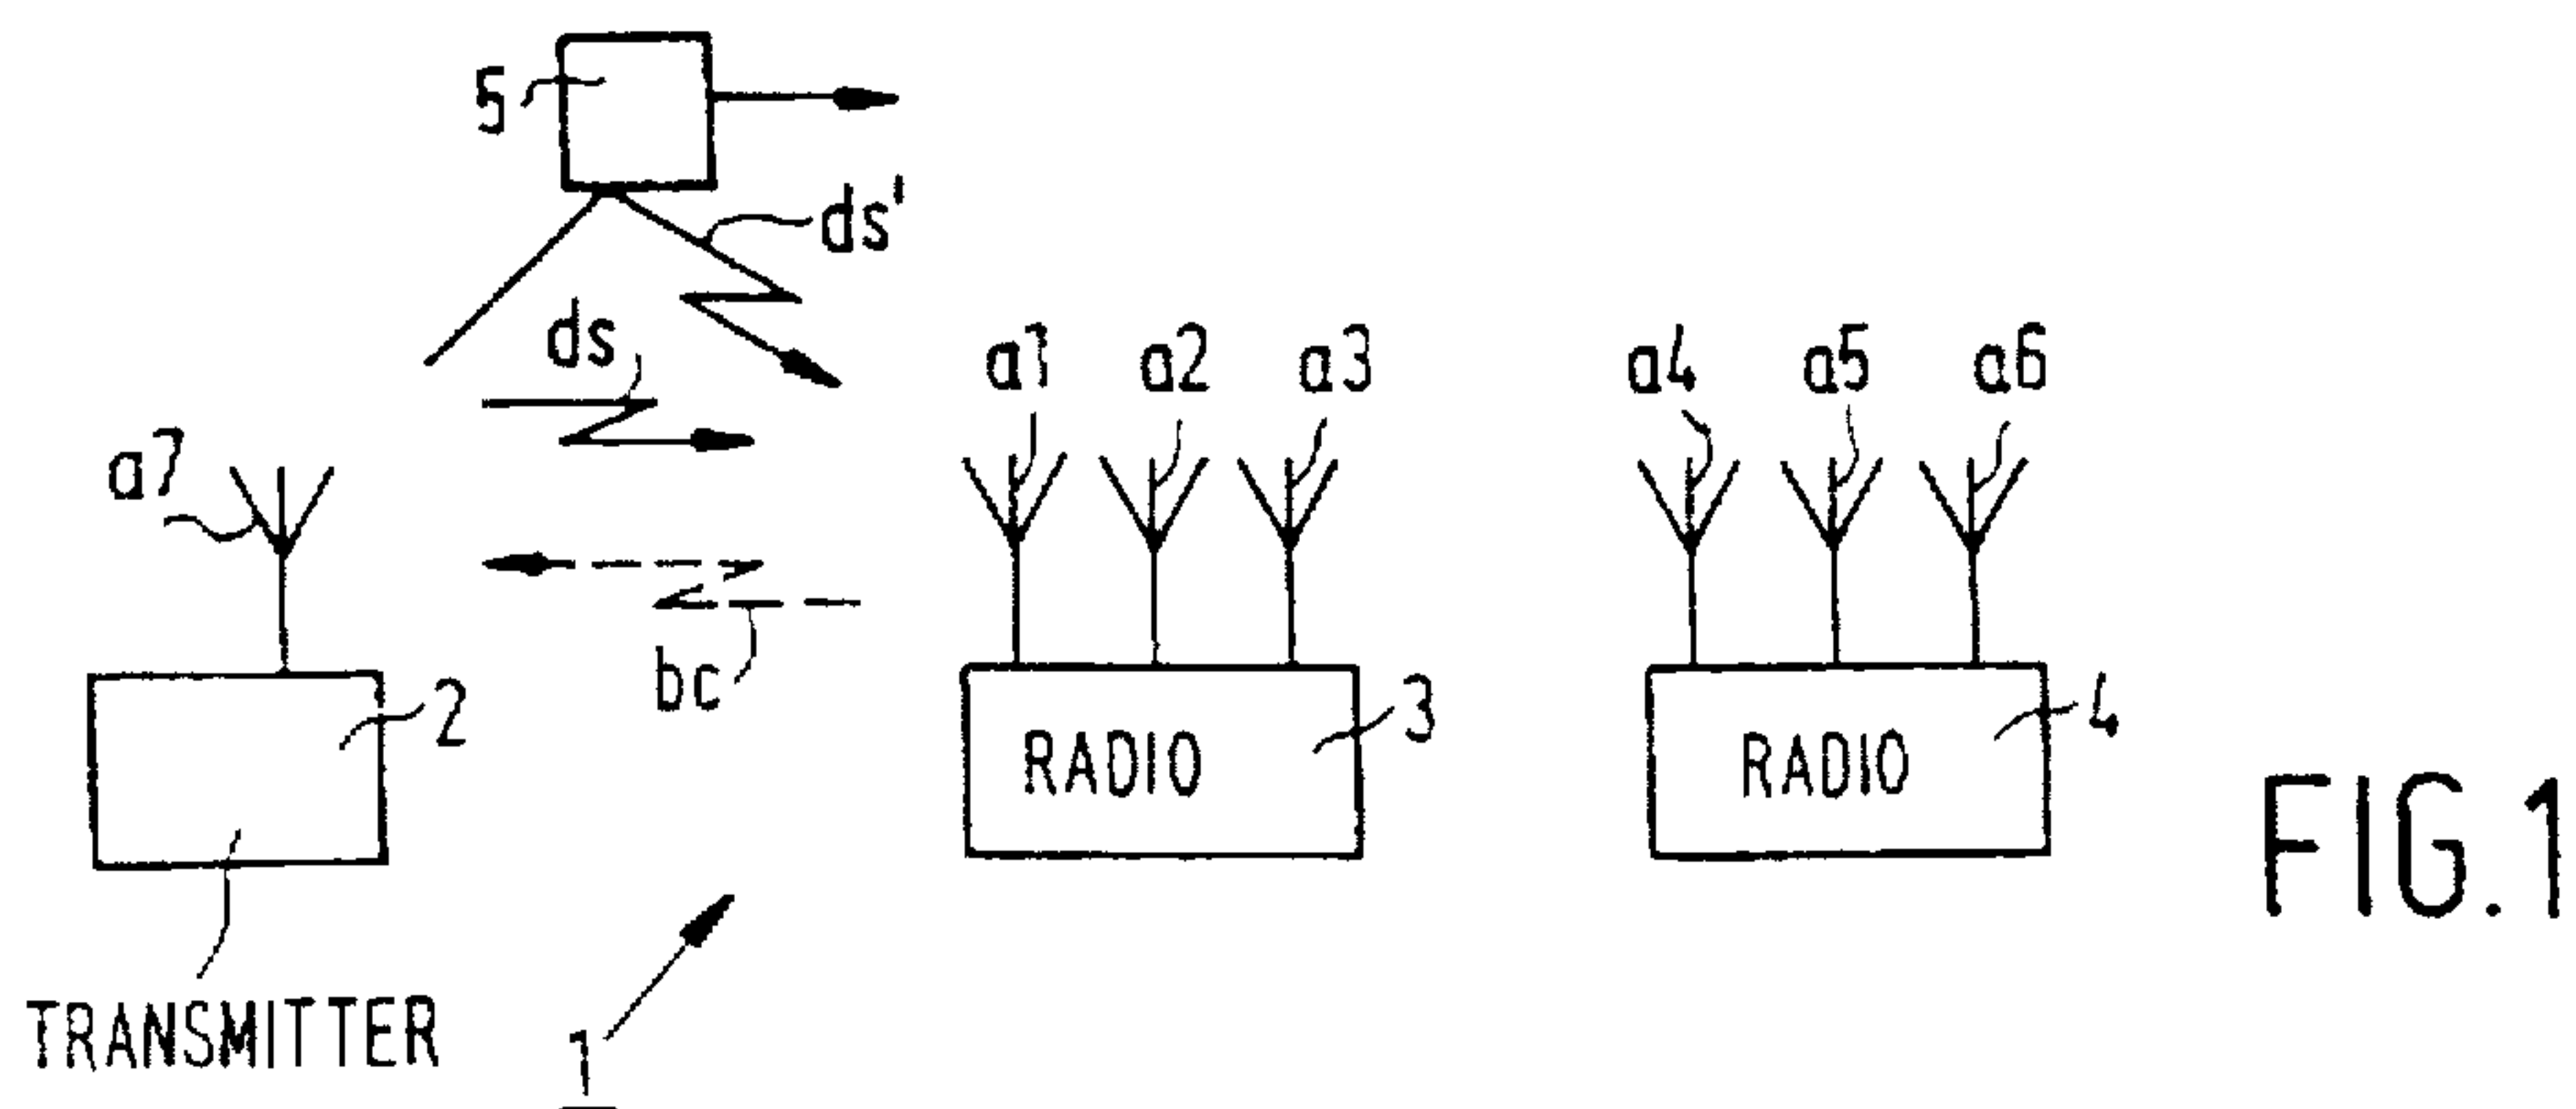 5
ds'
ds
a1 a2 a3 a4 a5 a6
a7
bc
2
3
4
RADIO RADIO
FIG.1
TRANSMITTER
1